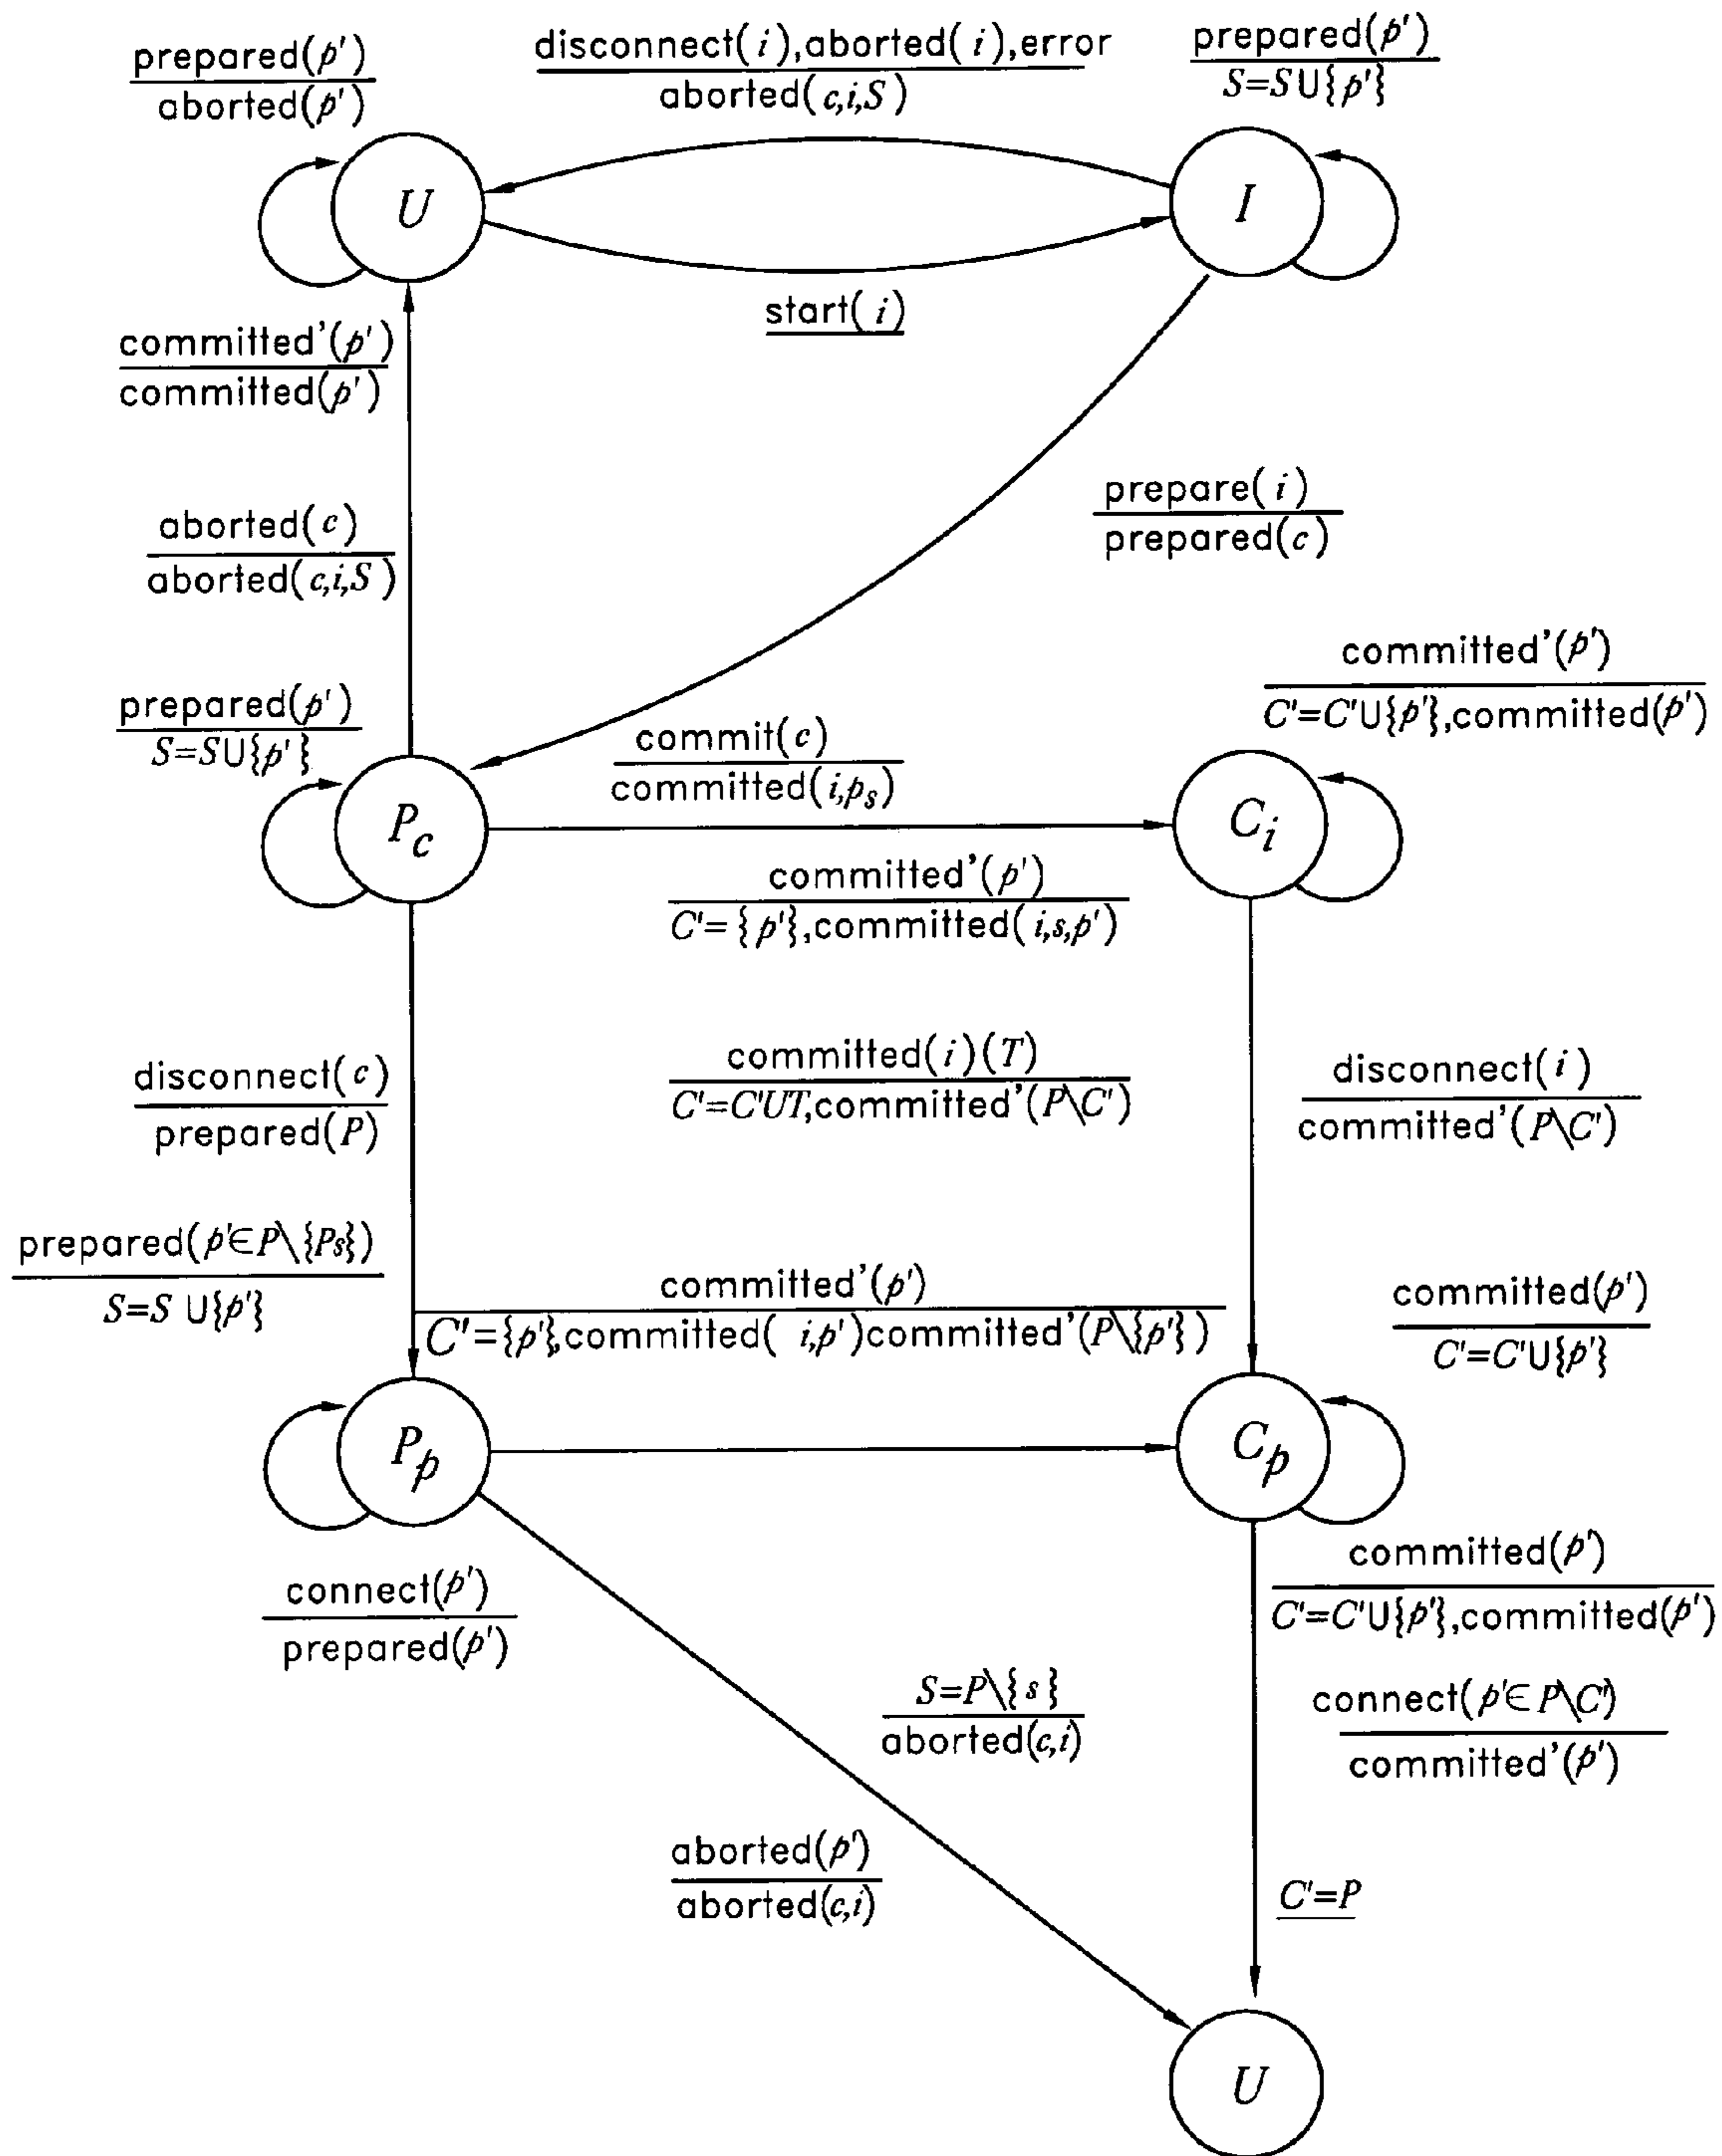 prepared(p')
aborted(p')
disconnect(i),aborted(i),error
aborted(c,i,S)
prepared(p')
S=SU{p'}
U
I
start(i)
committed'(p')
committed(p')
prepare(i)
prepared(c)
aborted(c)
aborted(c,i,S)
committed'(p')
C'=C'U{p'},committed(p')
prepared(p')
S=SU{p'}
commit(c)
committed(i,ps)
Pc
Ci
committed'(p')
C'={p'},committed(i,s,p')
committed(i)(T)
C'=C'UT,committed'(P\C')
disconnect(c)
prepared(P)
disconnect(i)
committed'(P\C')
prepared(p'∈P\{Ps})
S=S U{p'}
committed'(p')
C'={p'},committed( i,p')committed'(P\{p'})
committed(p')
C'=C'U{p'}
Pp
Cp
connect(p')
prepared(p')
committed(p')
C'=C'U{p'},committed(p')
S=P\{s}
aborted(c,i)
connect(p'∈P\C')
committed'(p')
aborted(p')
aborted(c,i)
C'=P
U